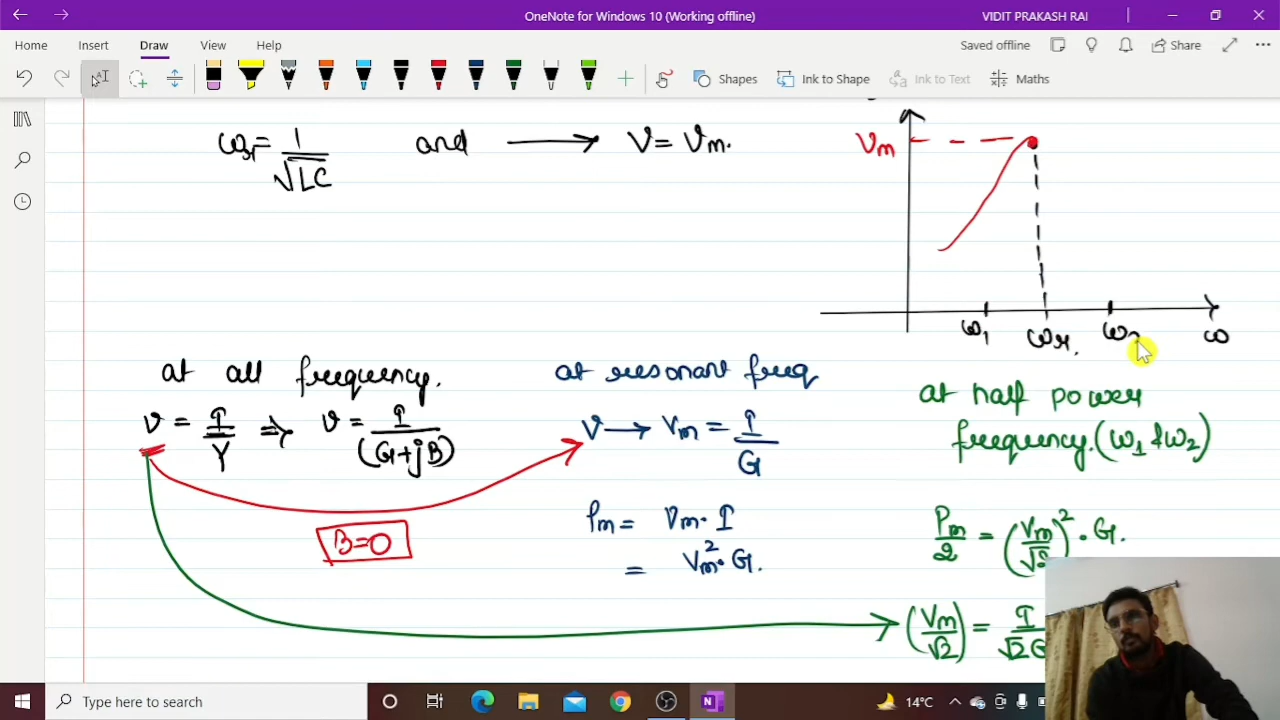 OneNote for Windows 10 (Working offline)
VIDIT PRAKASH RAI
Home Insert Draw View Help
Saved offline
Share
Shapes
Ink to Shape
Ink to Text
Maths
ωr = 1/√LC and ⟶ V = Vm.
Vm
ω1 ωr. ω2 ω
at all frequency.
V = I/Y ⇒ V = I/(G+jB)
B=0
at resonant freq
V → Vm = I/G
Pm = Vm·I
= Vm²·G.
at half power
frequency.(ω1 & ω2)
Pm/2 = (Vm/√2)²·G.
(Vm/√2) = I/√2G
Type here to search
14°C
ENG